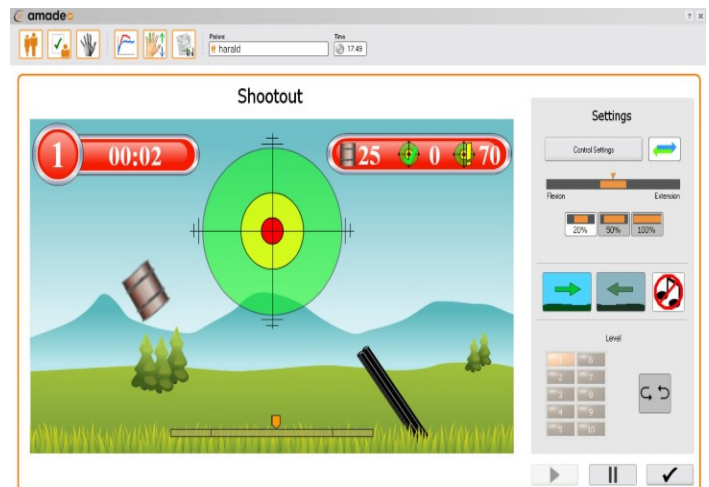 amadeo
? x
Patient
Time
harald
17:49
Shootout
Settings
1 00:02
25 0 70
Control Settings
Flexion Extension
20% 50% 100%
Level
1 6
2 7
3 8
4 9
5 10